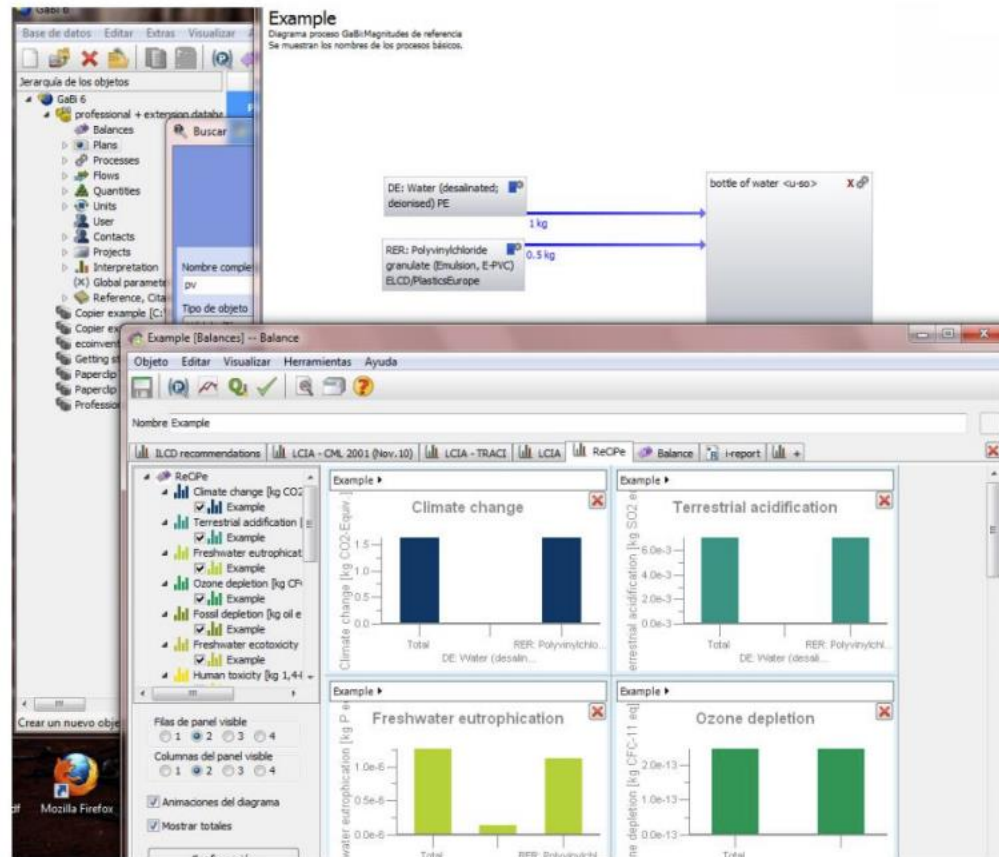 GaBi 6
Base de datos Editar Extras Visualizar
Jerarquía de los objetos
GaBi 6
professional + extension databa
Balances
Plans
Processes
Flows
Quantities
Units
User
Contacts
Projects
Interpretation
(X) Global paramete
Reference, Cita
Copier example [C:
Copier ex
ecoinvent
Getting st
Paperclip
Paperclip
Profession
Crear un nuevo obje
Mozilla Firefox
Buscar
Nombre comple
pv
Tipo de objeto
Example
Diagrama proceso GaBi:Magnitudes de referencia
Se muestran los nombres de los procesos básicos.
DE: Water (desalinated;
deionised) PE
1 kg
RER: Polyvinylchloride
granulate (Emulsion, E-PVC)
ELCD/PlasticsEurope
0.5 kg
bottle of water <u-so>
X
Example [Balances] -- Balance
Objeto Editar Visualizar Herramientas Ayuda
Nombre Example
ILCD recommendations LCIA - CML 2001 (Nov.10) LCIA - TRACI LCIA ReCiPe Balance i-report +
ReCiPe
Climate change [kg CO2
Example
Terrestrial acidification [
Example
Freshwater eutrophicat
Example
Ozone depletion [kg CF
Example
Fossil depletion [kg oil e
Example
Freshwater ecotoxicity
Example
Human toxicity [kg 1,4-
Filas de panel visible
1 2 3 4
Columnas del panel visible
1 2 3 4
Animaciones del diagrama
Mostrar totales
Example
Climate change
Climate change [kg CO2-Equiv.]
1.5
1.0
0.5
0.0
Total RER: Polyvinylchlo...
DE: Water (desalin...
Example
Terrestrial acidification
errestrial acidification [kg SO2 e
6.0e-3
4.0e-3
2.0e-3
0.0e-3
Total RER: Polyvinylchl...
DE: Water (desali...
Example
Freshwater eutrophication
water eutrophication [kg P e
1.0e-6
0.5e-6
0.0e-6
Total RER: Polyvinylchl
Example
Ozone depletion
ne depletion [kg CFC-11 eq]
2.0e-13
1.0e-13
0.0e-13
Total